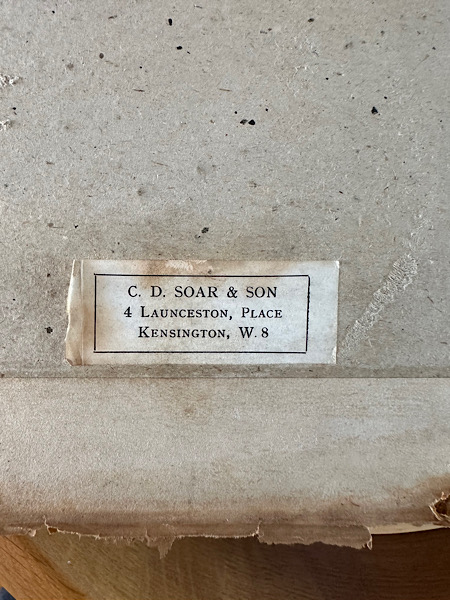 C. D. SOAR & SON
4 LAUNCESTON, PLACE
KENSINGTON, W. 8